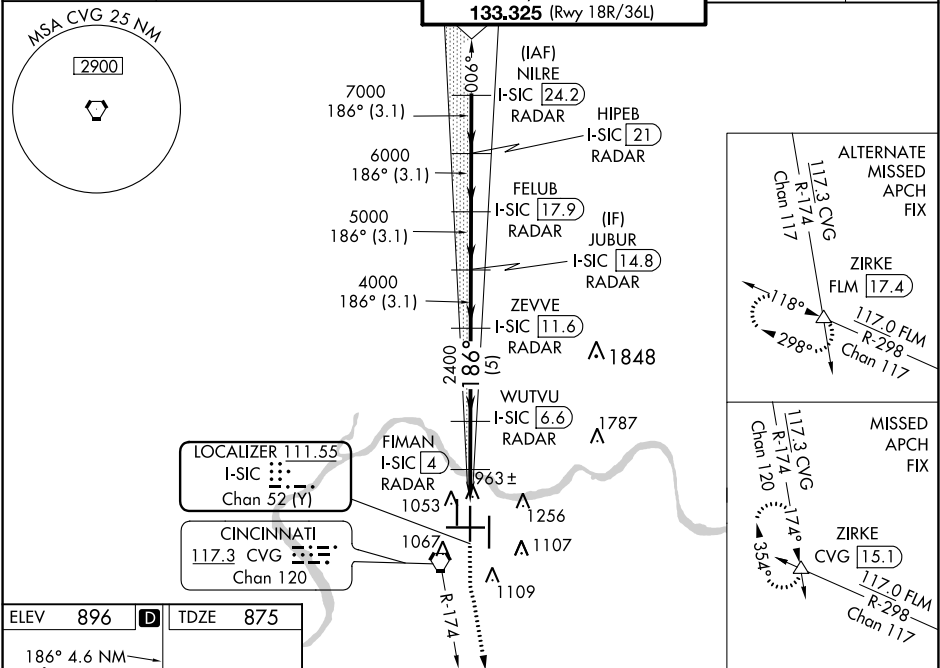 133.325 (Rwy 18R/36L)
MSA CVG 25 NM
2900
006°
(IAF)
NILRE
I-SIC 24.2
RADAR
7000
186° (3.1)
HIPEB
I-SIC 21
RADAR
6000
186° (3.1)
FELUB
I-SIC 17.9
RADAR
5000
186° (3.1)
(IF)
JUBUR
I-SIC 14.8
RADAR
4000
186° (3.1)
ZEVVE
I-SIC 11.6
RADAR
2400
186°
(5)
1848
WUTVU
I-SIC 6.6
RADAR
1787
FIMAN
I-SIC 4
RADAR
963±
1053
1256
1067
1107
1109
R-174
LOCALIZER 111.55
I-SIC
Chan 52 (Y)
CINCINNATI
117.3 CVG
Chan 120
ALTERNATE
MISSED
APCH
FIX
117.3 CVG
R-174
Chan 117
ZIRKE
FLM 17.4
118°
298°
117.0 FLM
R-298
Chan 117
MISSED
APCH
FIX
117.3 CVG
R-174
Chan 120
174°
354°
ZIRKE
CVG 15.1
117.0 FLM
R-298
Chan 117
ELEV 896 D TDZE 875
186° 4.6 NM